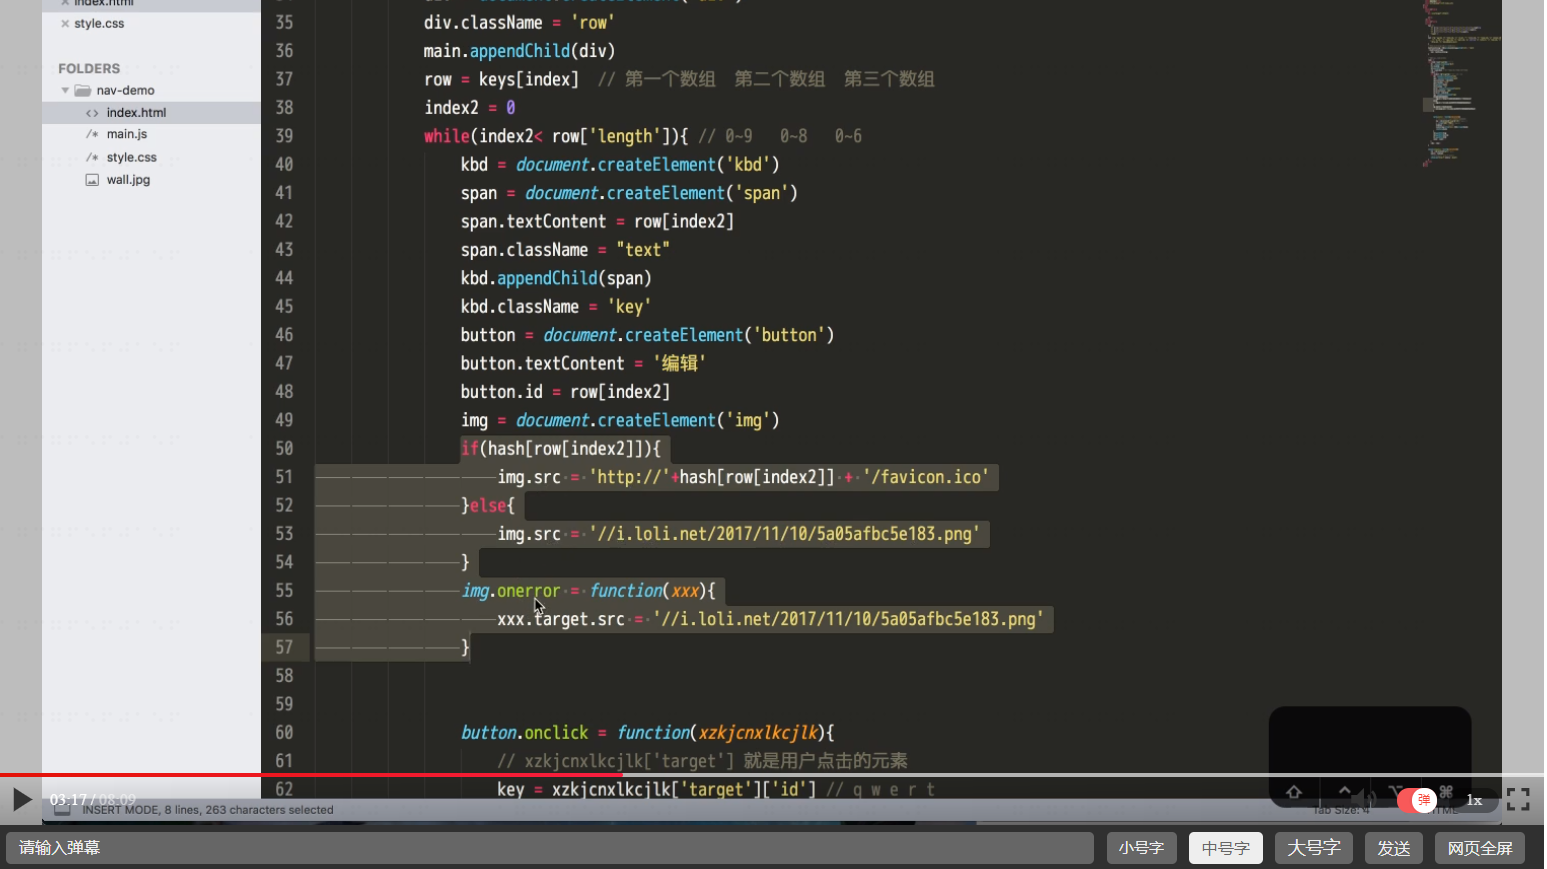 index.html
style.css
FOLDERS
nav-demo
<> index.html
/* main.js
/* style.css
wall.jpg
35 div.className = 'row'
36 main.appendChild(div)
37 row = keys[index] // 第一个数组 第二个数组 第三个数组
38 index2 = 0
39 while(index2< row['length']){ // 0~9 0~8 0~6
40 kbd = document.createElement('kbd')
41 span = document.createElement('span')
42 span.textContent = row[index2]
43 span.className = "text"
44 kbd.appendChild(span)
45 kbd.className = 'key'
46 button = document.createElement('button')
47 button.textContent = '编辑'
48 button.id = row[index2]
49 img = document.createElement('img')
50 if(hash[row[index2]]){
51 img.src = 'http://'+hash[row[index2]] + '/favicon.ico'
52 }else{
53 img.src = '//i.loli.net/2017/11/10/5a05afbc5e183.png'
54 }
55 img.onerror = function(xxx){
56 xxx.target.src = '//i.loli.net/2017/11/10/5a05afbc5e183.png'
57 }
58
59
60 button.onclick = function(xzkjcnxlkcjlk){
61 // xzkjcnxlkcjlk['target'] 就是用户点击的元素
62 key = xzkjcnxlkcjlk['target']['id'] // q w e r t
03:17 / 08:09
弹
1x
INSERT MODE, 8 lines, 263 characters selected
Tab Size: 4
请输入弹幕
小号字
中号字
大号字
发送
网页全屏